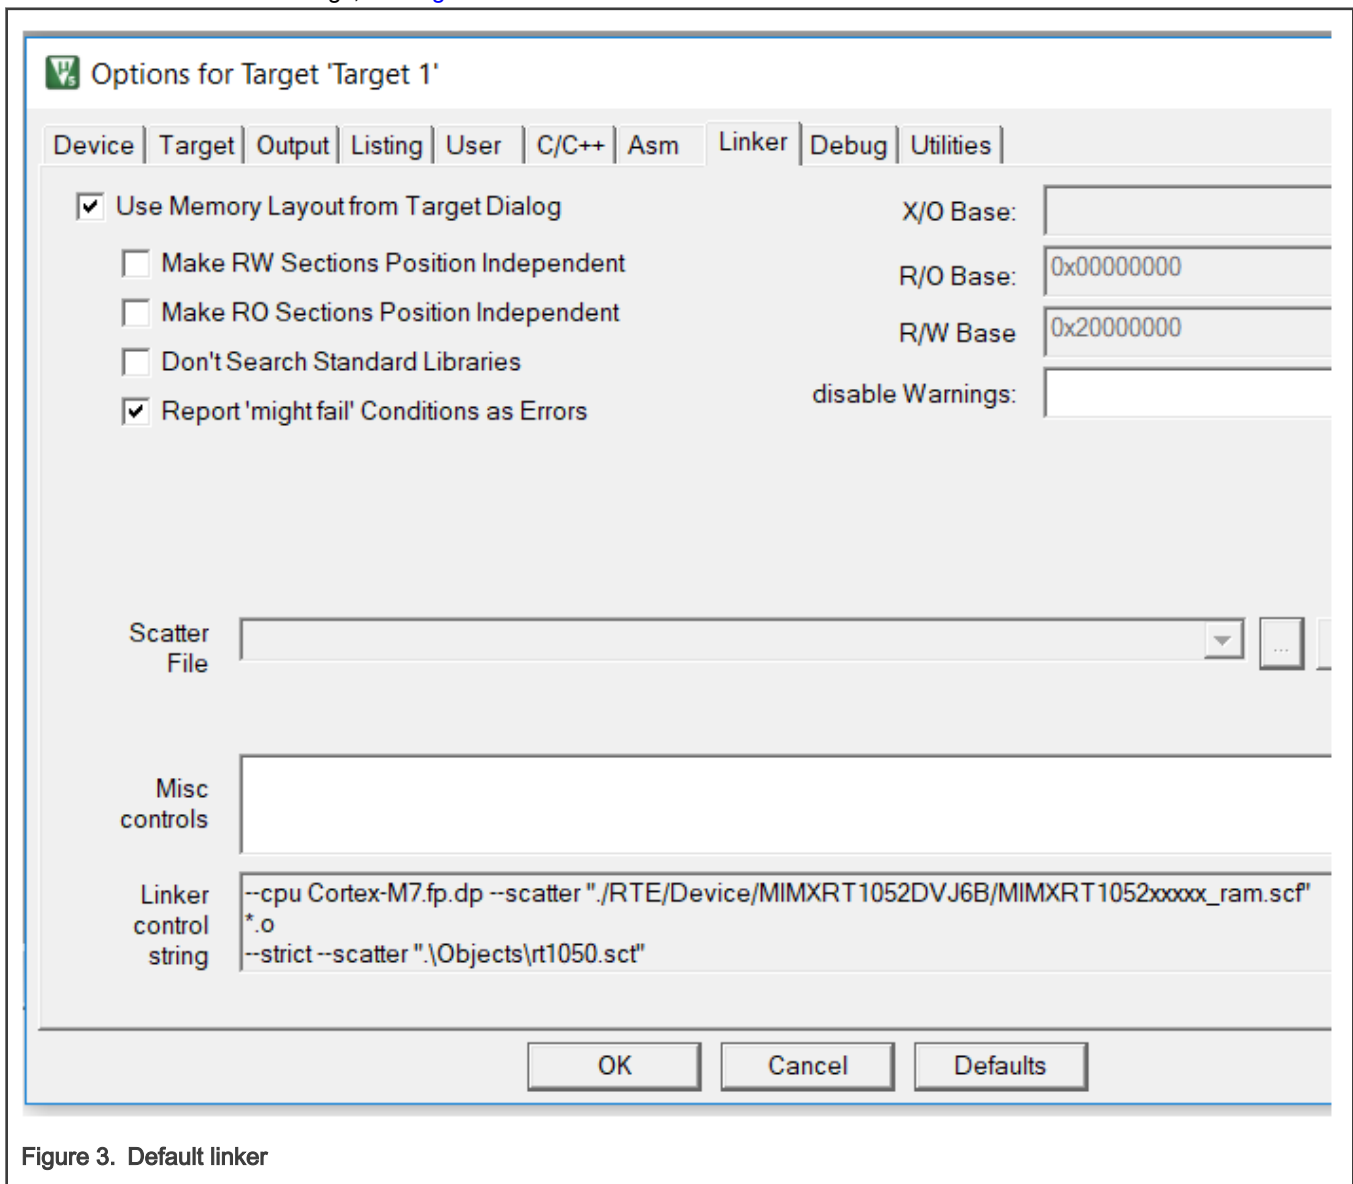 Options for Target 'Target 1'
Device Target Output Listing User C/C++ Asm Linker Debug Utilities
Use Memory Layout from Target Dialog
X/O Base:
Make RW Sections Position Independent
R/O Base: 0x00000000
Make RO Sections Position Independent
R/W Base 0x20000000
Don't Search Standard Libraries
disable Warnings:
Report 'might fail' Conditions as Errors
Scatter
File
...
Misc
controls
Linker
control
string
--cpu Cortex-M7.fp.dp --scatter "./RTE/Device/MIMXRT1052DVJ6B/MIMXRT1052xxxxx_ram.scf"
*.o
--strict --scatter ".\Objects\rt1050.sct"
OK Cancel Defaults
Figure 3. Default linker